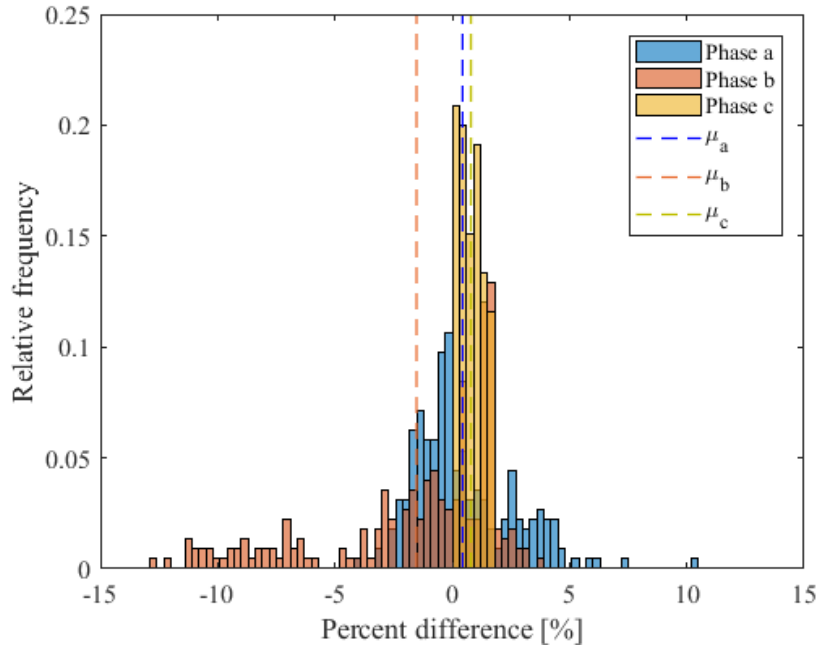 0.25
0.2
0.15
0.1
0.05
0
-15
-10
-5
0
5
10
15
Relative frequency
Percent difference [%]
Phase a
Phase b
Phase c
μa
μb
μc